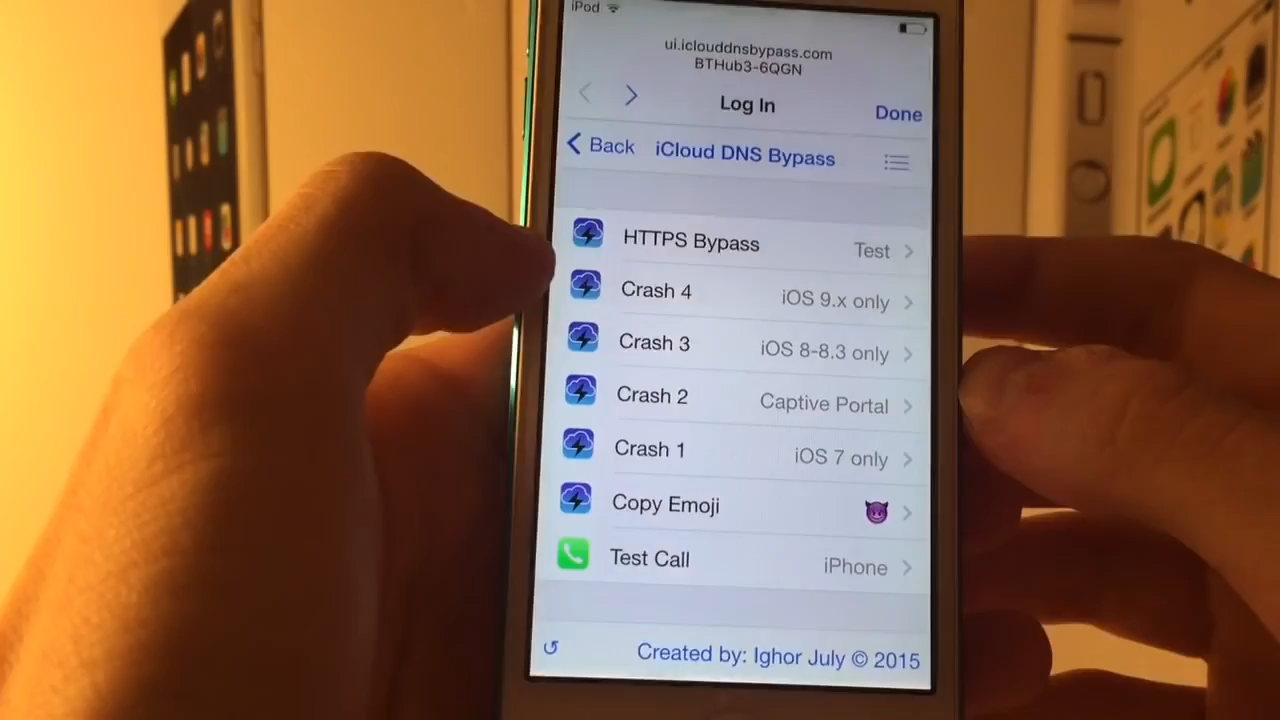 iPod
ui.iclouddnsbypass.com
BTHub3-6QGN
Log In
Done
Back
iCloud DNS Bypass
HTTPS Bypass Test
Crash 4 iOS 9.x only
Crash 3 iOS 8-8.3 only
Crash 2 Captive Portal
Crash 1 iOS 7 only
Copy Emoji 😈
Test Call iPhone
Created by: Ighor July © 2015